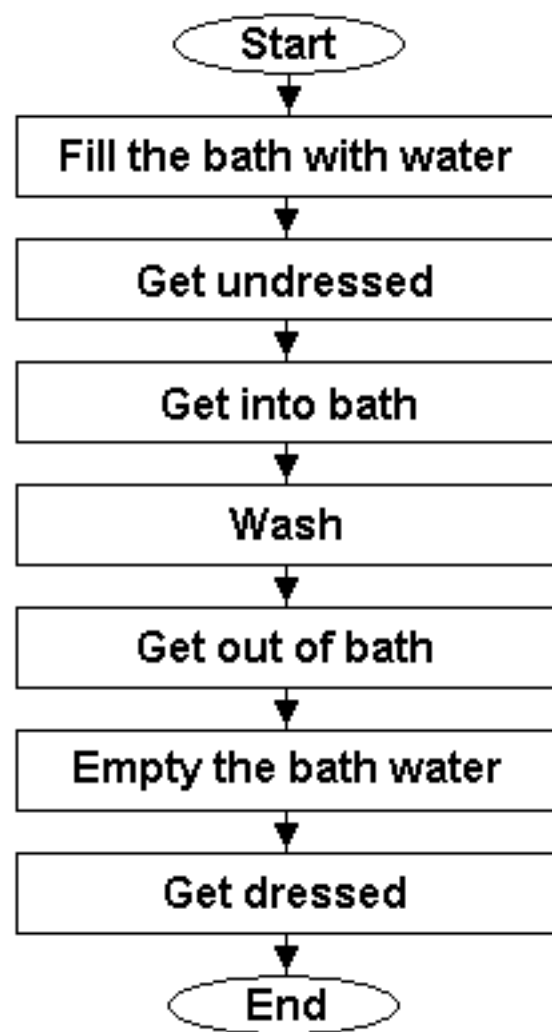 Start
Fill the bath with water
Get undressed
Get into bath
Wash
Get out of bath
Empty the bath water
Get dressed
End